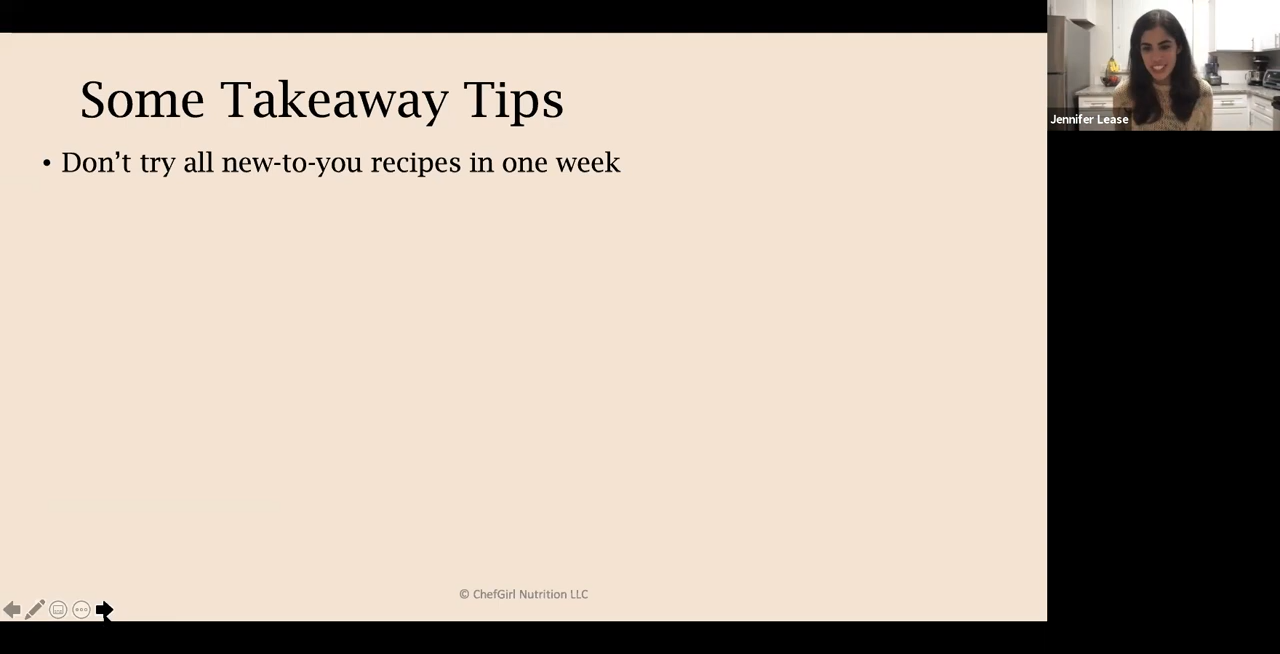 Some Takeaway Tips
• Don’t try all new-to-you recipes in one week
© ChefGirl Nutrition LLC
Jennifer Lease